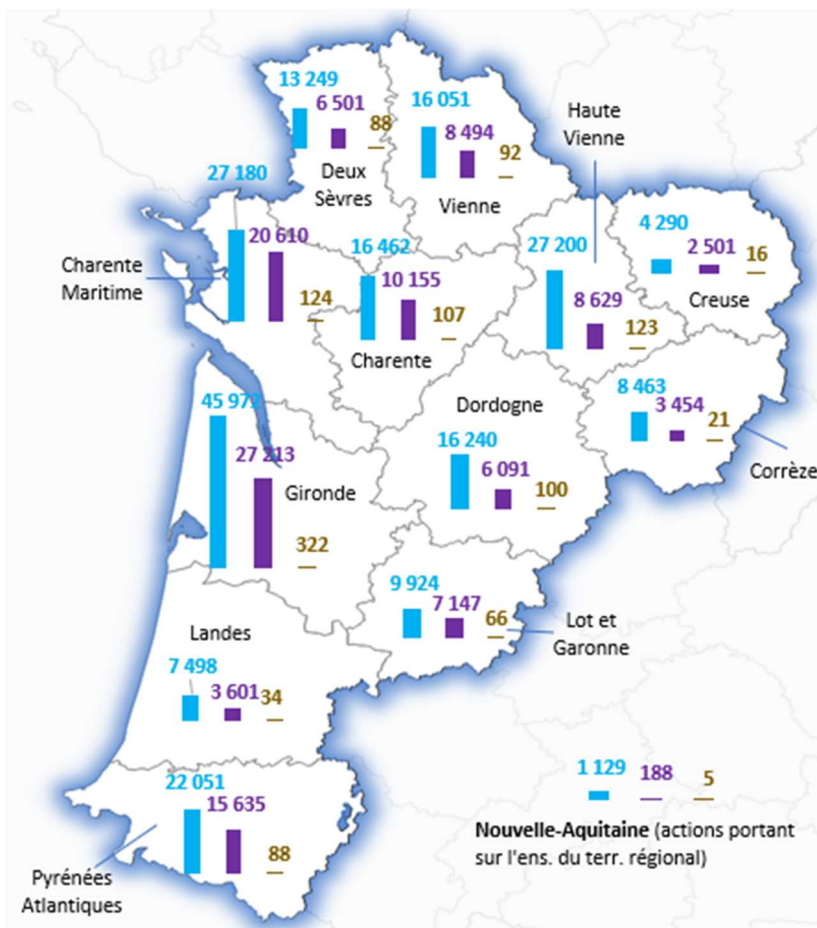 13 249
6 501
88
Deux
Sèvres
16 051
8 494
92
Vienne
Haute
Vienne
27 180
20 610
124
Charente
Maritime
16 462
10 155
107
Charente
27 200
8 629
123
4 290
2 501
16
Creuse
8 463
3 454
21
Corrèze
45 972
27 213
322
Gironde
Dordogne
16 240
6 091
100
9 924
7 147
66
Lot et
Garonne
Landes
7 498
3 601
34
22 051
15 635
88
Pyrénées
Atlantiques
1 129
188
5
Nouvelle-Aquitaine (actions portant
sur l'ens. du terr. régional)